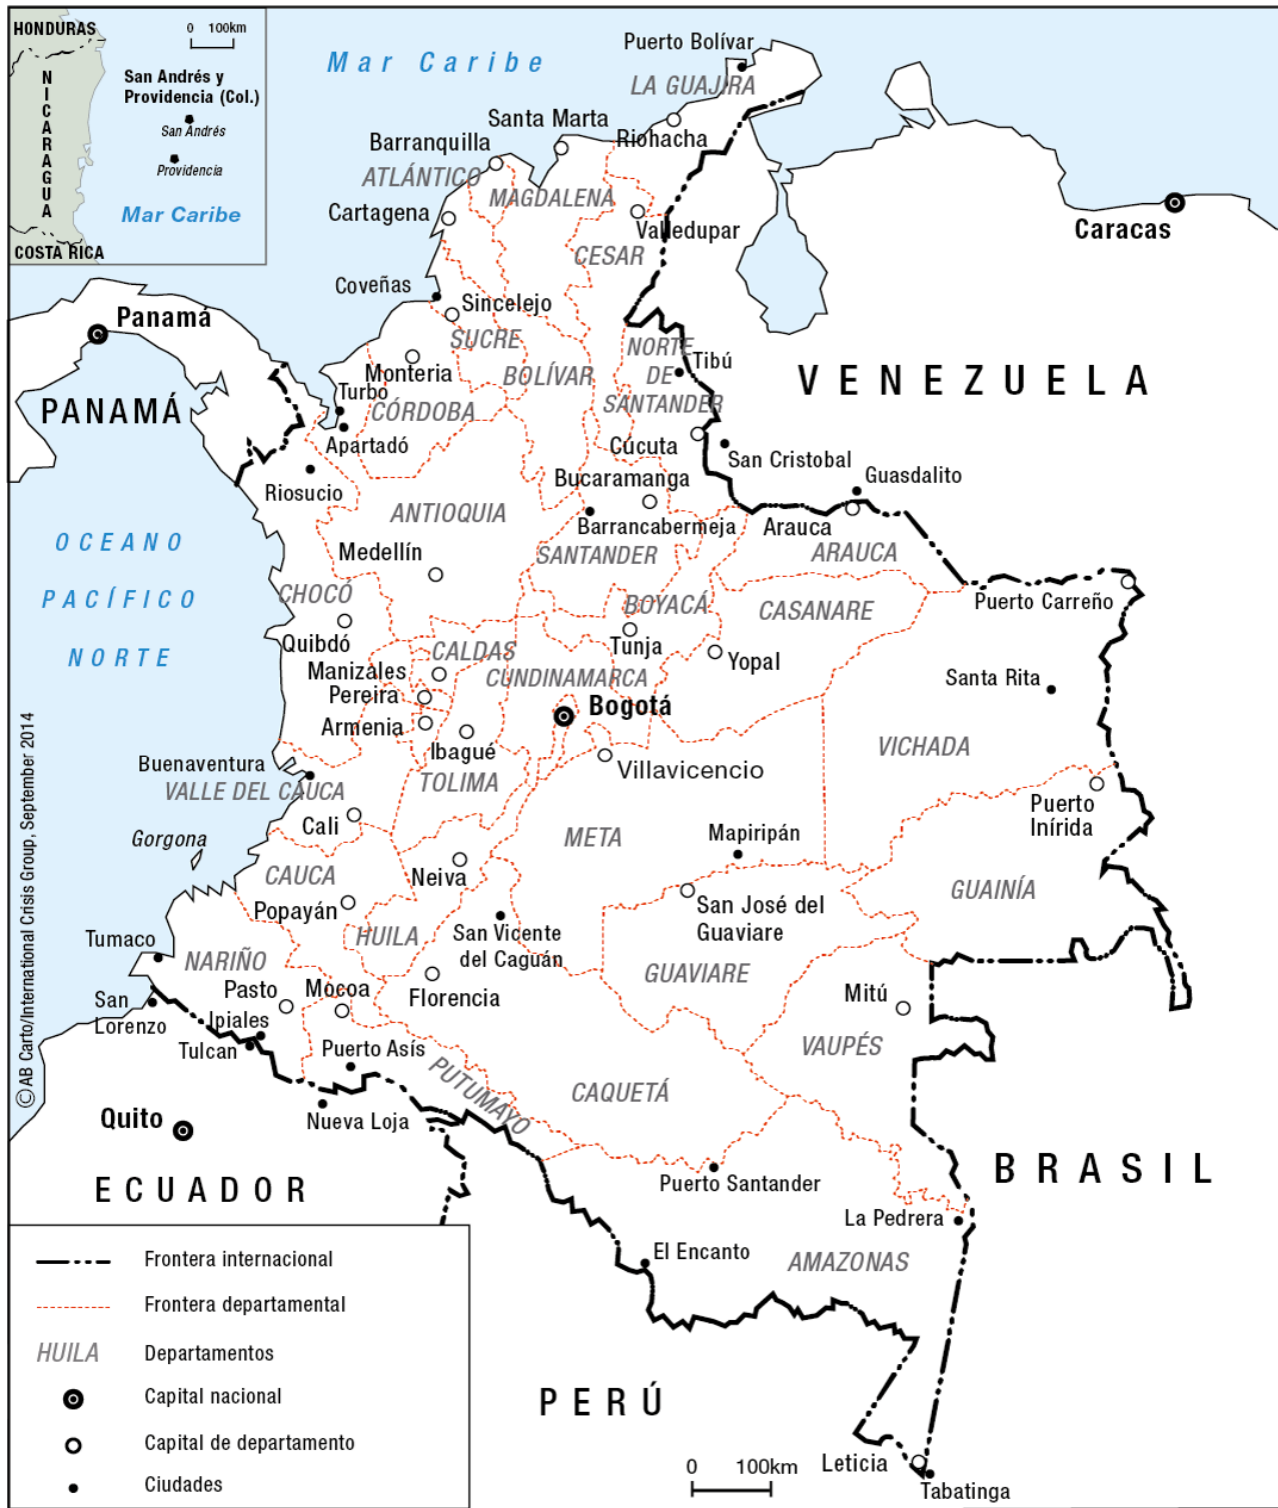 HONDURAS
0 100km
NICARAGUA
San Andrés y
Providencia (Col.)
San Andrés
Providencia
Mar Caribe
COSTA RICA
Mar Caribe
Puerto Bolívar
LA GUAJIRA
Santa Marta
Riohacha
Barranquilla
ATLÁNTICO
MAGDALENA
Cartagena
Valledupar
CESAR
Caracas
Coveñas
Sincelejo
Panamá
SUCRE
NORTE
DE
SANTANDER
Tibú
Monteria
BOLÍVAR
VENEZUELA
PANAMÁ
Turbo
CÓRDOBA
Apartadó
Cúcuta
San Cristobal
Riosucio
Bucaramanga
Guasdalito
ANTIOQUIA
Barrancabermeja
Arauca
OCEANO
PACÍFICO
NORTE
Medellín
SANTANDER
ARAUCA
CHOCÓ
BOYACÁ
CASANARE
Puerto Carreño
Quibdó
CALDAS
Tunja
Yopal
Manizales
CUNDINAMARCA
Pereira
Santa Rita
Armenia
Bogotá
Ibagué
VICHADA
Buenaventura
Villavicencio
VALLE DEL CAUCA
TOLIMA
Puerto
Inírida
Cali
META
Mapiripán
Gorgona
CAUCA
Neiva
GUAINÍA
Popayán
San José del
Guaviare
HUILA
San Vicente
del Caguán
Tumaco
NARIÑO
GUAVIARE
Pasto
Mocoa
Florencia
Mitú
San
Lorenzo
Ipiales
Tulcan
Puerto Asís
VAUPÉS
PUTUMAYO
CAQUETÁ
Quito
Nueva Loja
ECUADOR
Puerto Santander
BRASIL
La Pedrera
El Encanto
AMAZONAS
PERÚ
Leticia
Tabatinga
0 100km
Frontera internacional
Frontera departamental
HUILA Departamentos
Capital nacional
Capital de departamento
Ciudades
©AB Carto/International Crisis Group, September 2014